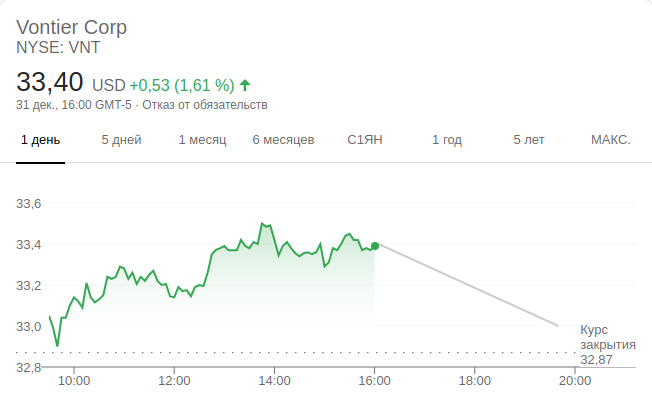 Vontier Corp
NYSE: VNT
33,40 USD +0,53 (1,61 %)
31 дек., 16:00 GMT-5 · Отказ от обязательств
1 день 5 дней 1 месяц 6 месяцев С1ЯН 1 год 5 лет МАКС.
33,6
33,4
33,2
33,0
Курс
закрытия
32,87
32,8
10:00 12:00 14:00 16:00 18:00 20:00